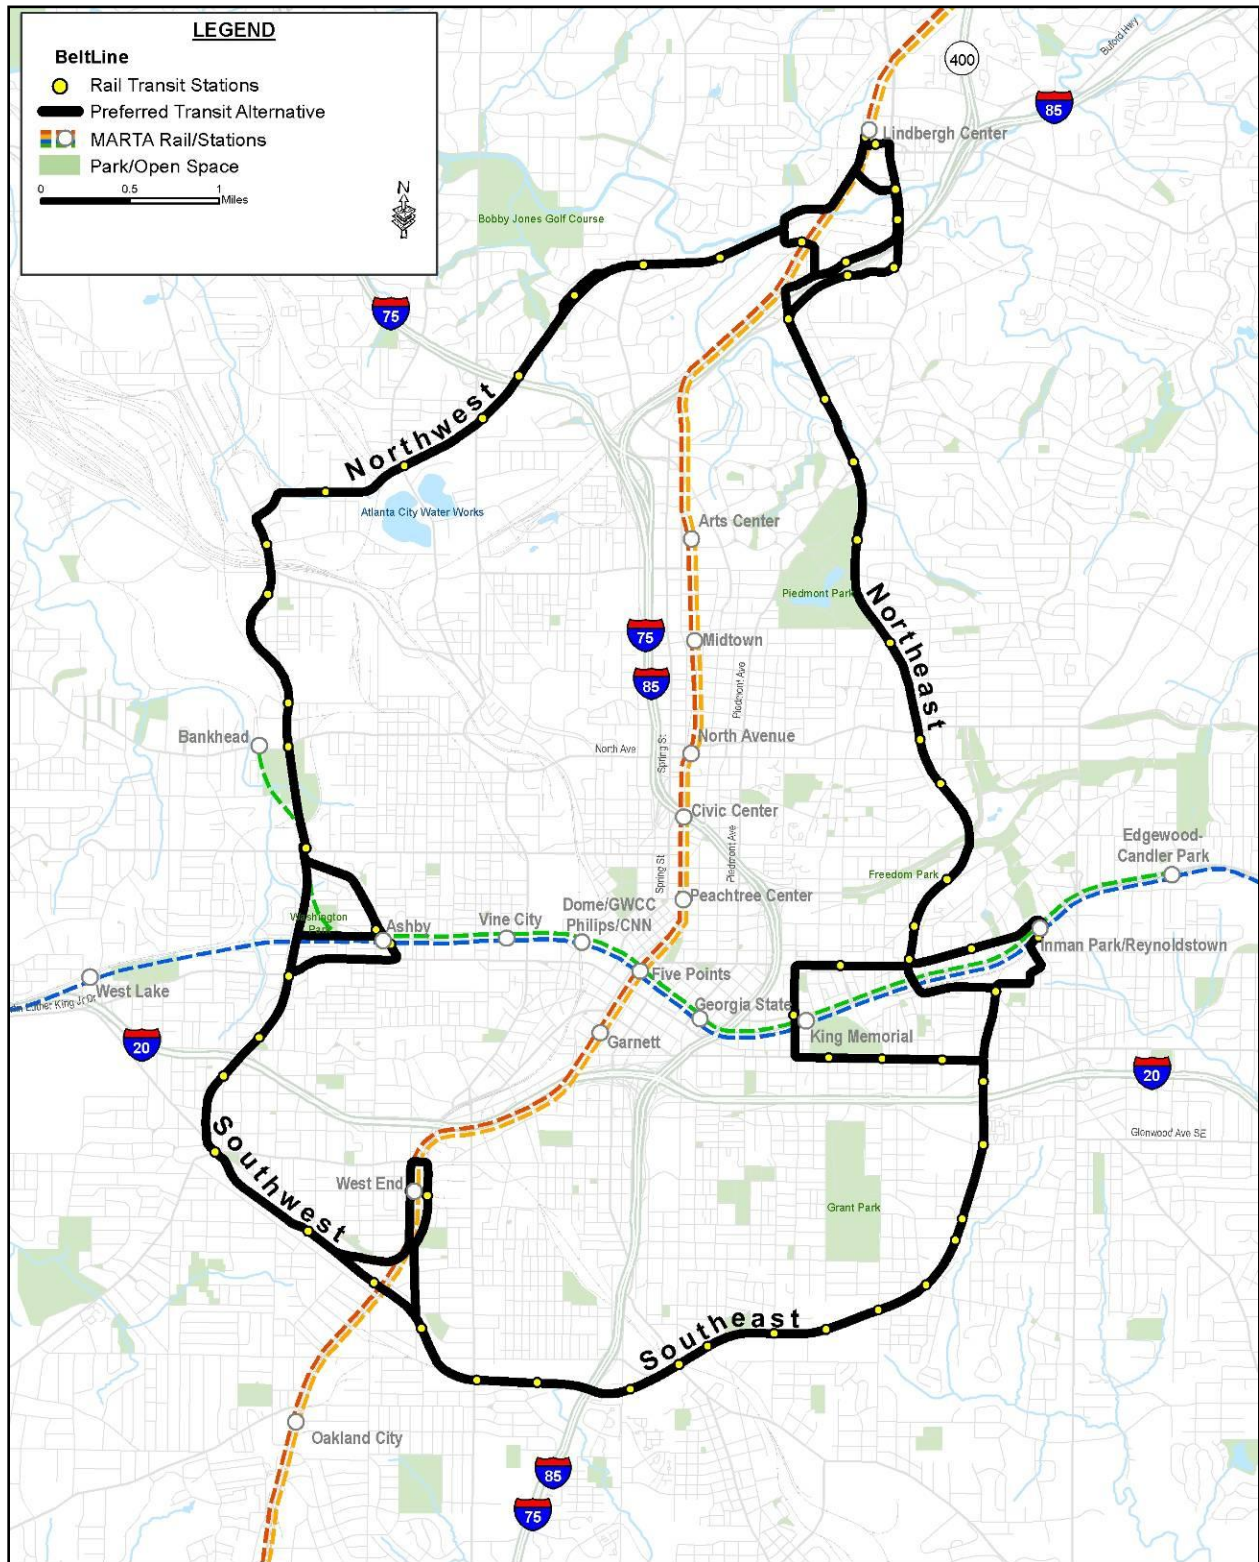 LEGEND
BeltLine
Rail Transit Stations
Preferred Transit Alternative
MARTA Rail/Stations
Park/Open Space
0 0.5 1
Miles
N
400
Buford Hwy
85
Lindbergh Center
Bobby Jones Golf Course
75
Northwest
Atlanta City Water Works
Arts Center
Piedmont Park
Northeast
75
Midtown
85
Piedmont Ave
Bankhead
North Ave
Spring St
North Avenue
Civic Center
Piedmont Ave
Spring St
Edgewood-
Candler Park
Freedom Park
Peachtree Center
Dome/GWCC
Philips/CNN
Vine City
Washington
Park
Ashby
nman Park/Reynoldstown
Five Points
West Lake
Georgia State
King Memorial
Garnett
20
20
Glenwood Ave SE
Southwest
West End
Grant Park
Southeast
Oakland City
85
75